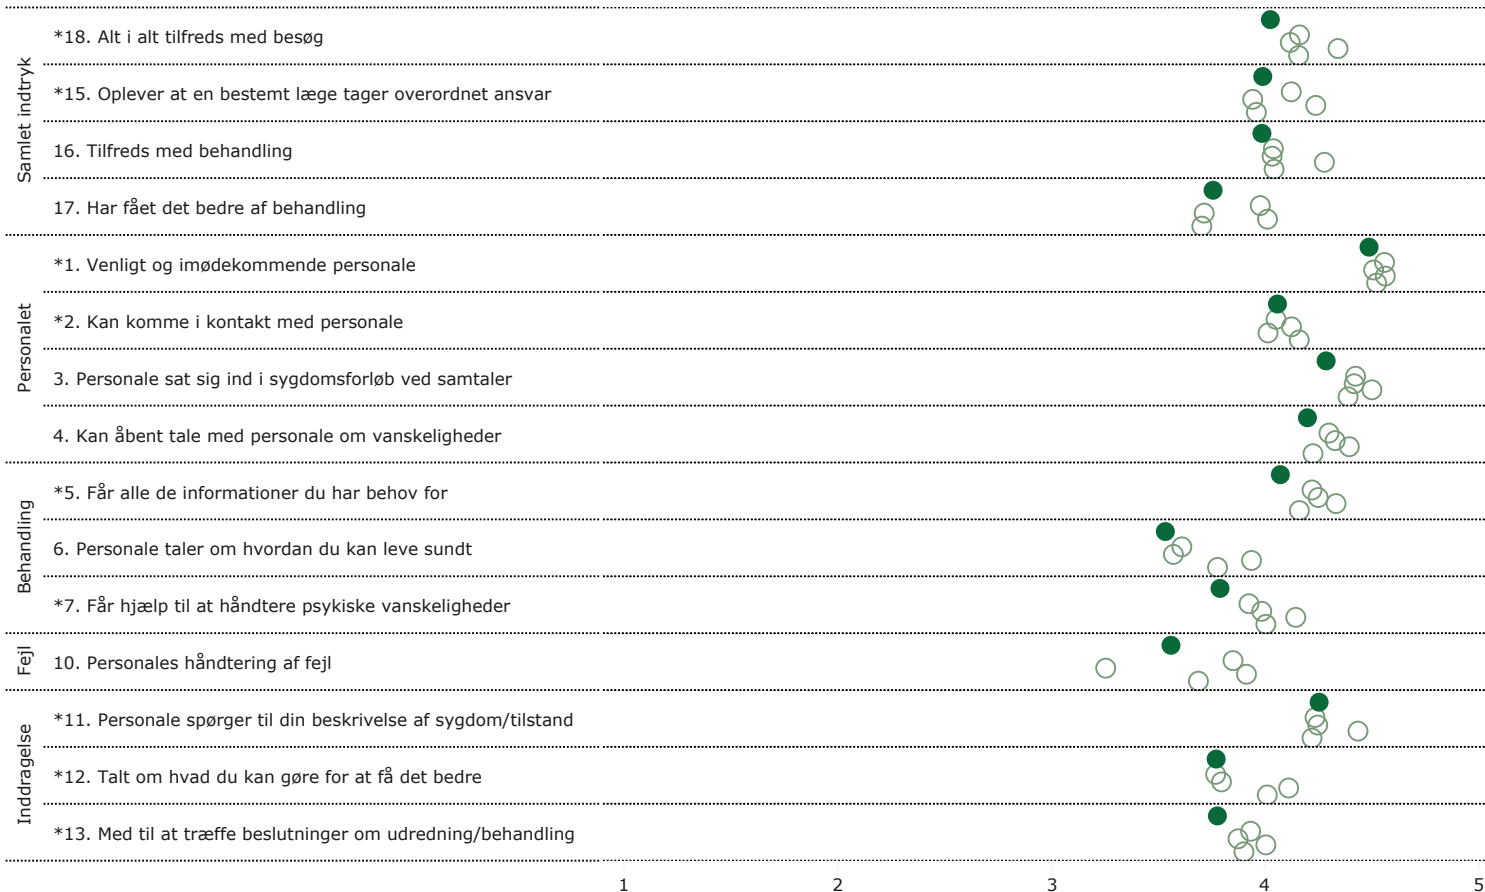 Samlet indtryk
*18. Alt i alt tilfreds med besøg
*15. Oplever at en bestemt læge tager overordnet ansvar
16. Tilfreds med behandling
17. Har fået det bedre af behandling
Personalet
*1. Venligt og imødekommende personale
*2. Kan komme i kontakt med personale
3. Personale sat sig ind i sygdomsforløb ved samtaler
4. Kan åbent tale med personale om vanskeligheder
Behandling
*5. Får alle de informationer du har behov for
6. Personale taler om hvordan du kan leve sundt
*7. Får hjælp til at håndtere psykiske vanskeligheder
Fejl
10. Personales håndtering af fejl
Inddragelse
*11. Personale spørger til din beskrivelse af sygdom/tilstand
*12. Talt om hvad du kan gøre for at få det bedre
*13. Med til at træffe beslutninger om udredning/behandling
1 2 3 4 5